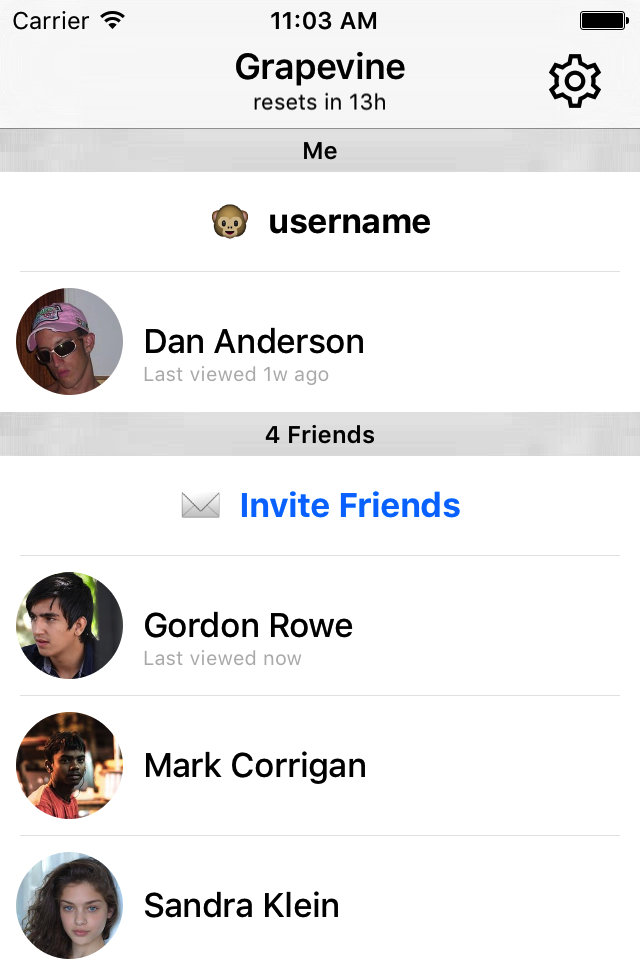 Carrier 11:03 AM
Grapevine
resets in 13h
Me
username
Dan Anderson
Last viewed 1w ago
4 Friends
Invite Friends
Gordon Rowe
Last viewed now
Mark Corrigan
Sandra Klein